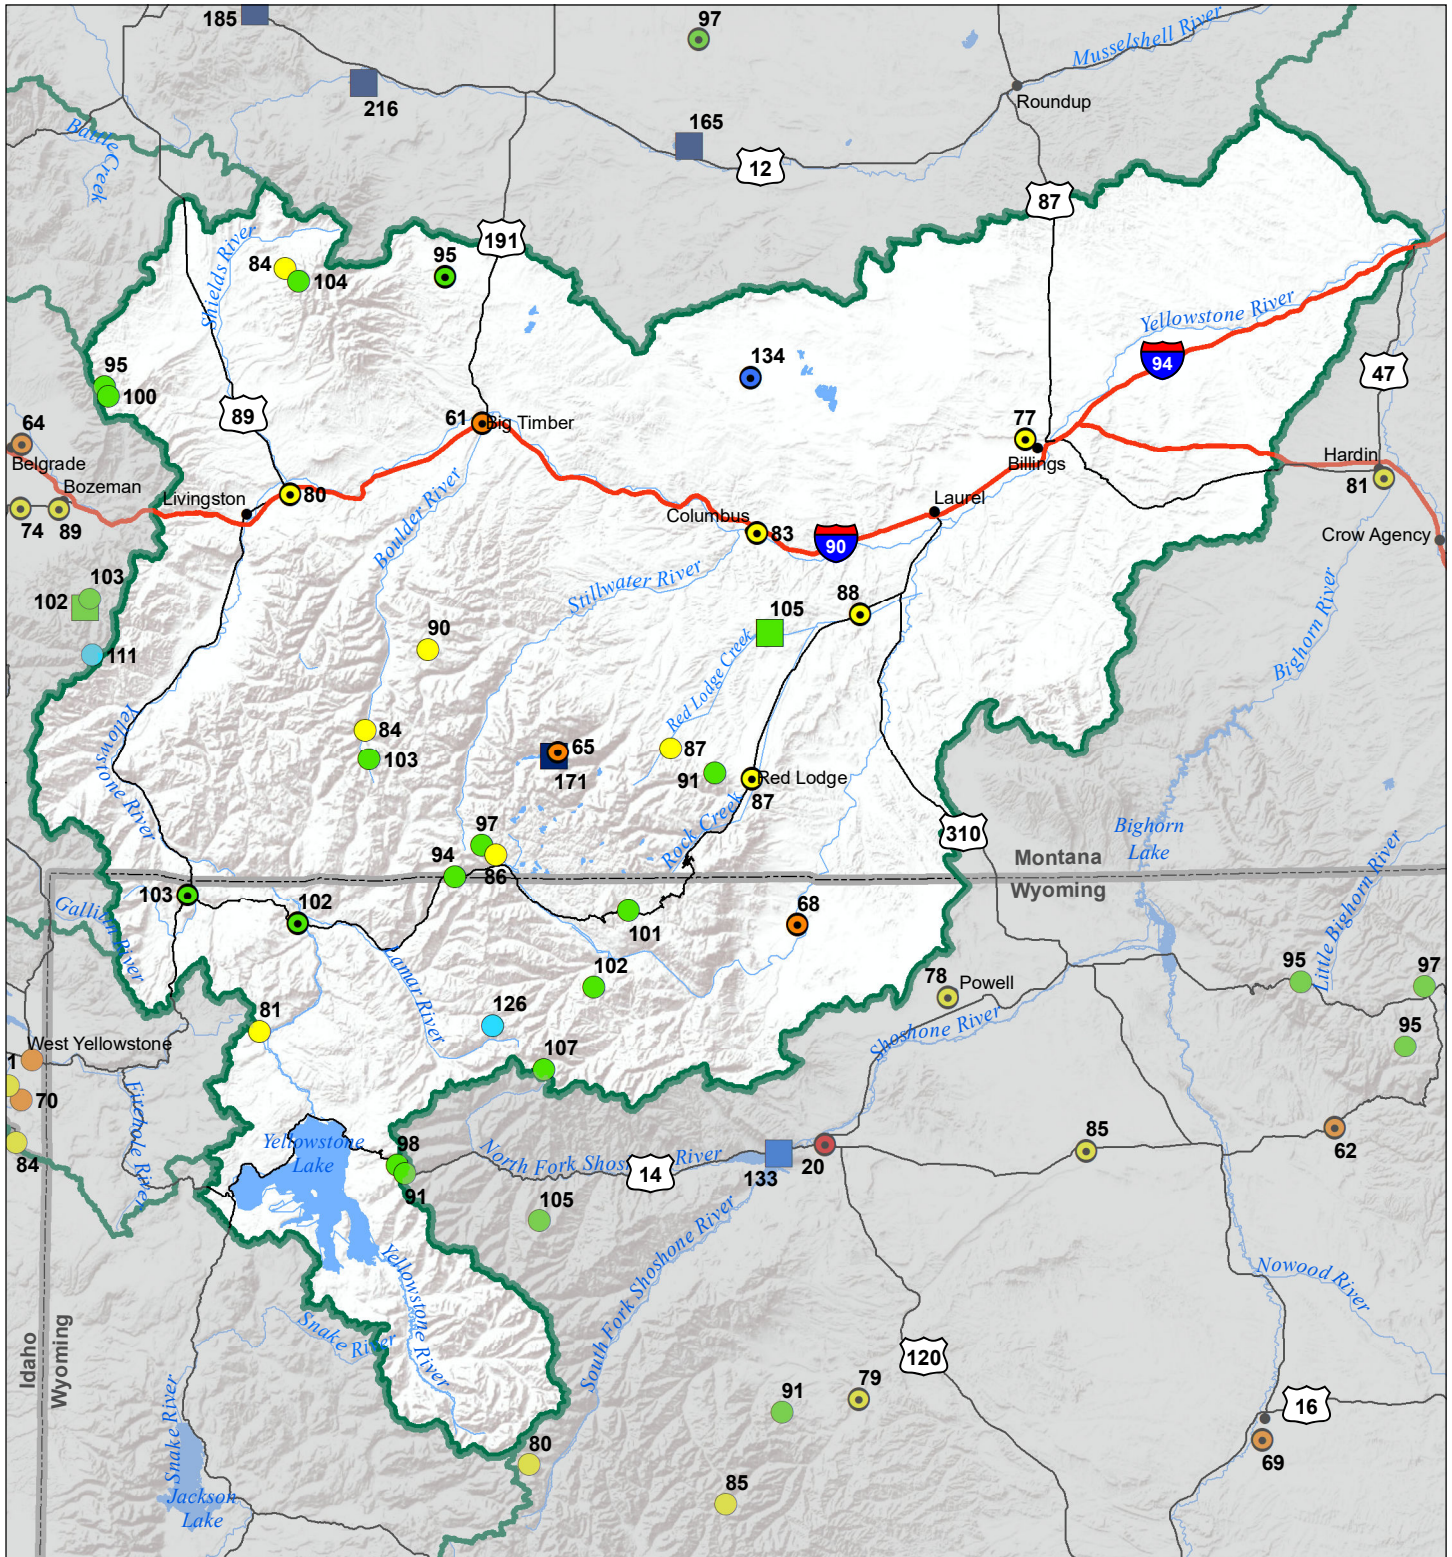 185
97
216
Musselshell River
Roundup
165
12
Battle Creek
87
191
84
104
95
Shields River
Yellowstone River
94
134
47
95
100
89
64
Belgrade
61
Big Timber
77
Billings
Hardin
81
Bozeman
Livingston
80
74
89
Columbus
83
90
Laurel
Crow Agency
Boulder River
Stillwater River
103
102
88
105
111
90
Red Lodge Creek
Bighorn River
84
103
65
171
87
91
Red Lodge
87
Yellowstone River
Rock Creek
310
Bighorn
Lake
97
94
86
Montana
Wyoming
103
102
101
68
Gallatin River
Little Bighorn River
102
78
Powell
95
97
Lamar River
126
81
Shoshone River
95
West Yellowstone
1
70
107
84
Firehole River
Yellowstone
Lake
98
91
North Fork Shoshone River
14
133
20
85
62
105
South Fork Shoshone River
Yellowstone River
Nowood River
Snake River
Idaho
Wyoming
120
79
91
16
Snake River
80
69
85
Jackson
Lake